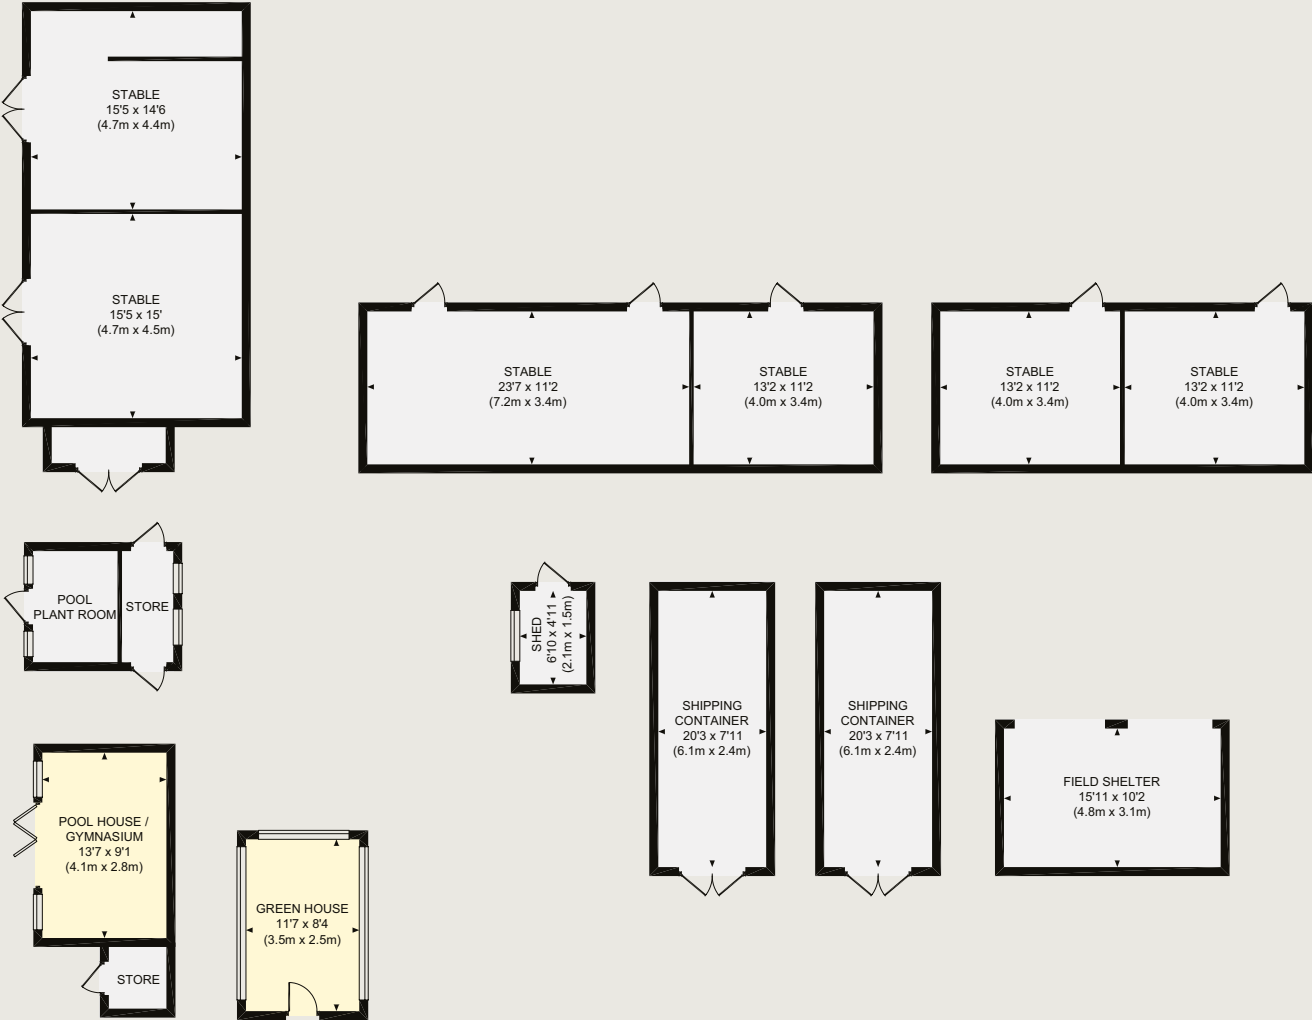 STABLE
15'5 x 14'6
(4.7m x 4.4m)
STABLE
15'5 x 15'
(4.7m x 4.5m)
STABLE
23'7 x 11'2
(7.2m x 3.4m)
STABLE
13'2 x 11'2
(4.0m x 3.4m)
STABLE
13'2 x 11'2
(4.0m x 3.4m)
STABLE
13'2 x 11'2
(4.0m x 3.4m)
POOL
PLANT ROOM
STORE
SHED
6'10 x 4'11
(2.1m x 1.5m)
SHIPPING
CONTAINER
20'3 x 7'11
(6.1m x 2.4m)
SHIPPING
CONTAINER
20'3 x 7'11
(6.1m x 2.4m)
FIELD SHELTER
15'11 x 10'2
(4.8m x 3.1m)
POOL HOUSE /
GYMNASIUM
13'7 x 9'1
(4.1m x 2.8m)
GREEN HOUSE
11'7 x 8'4
(3.5m x 2.5m)
STORE